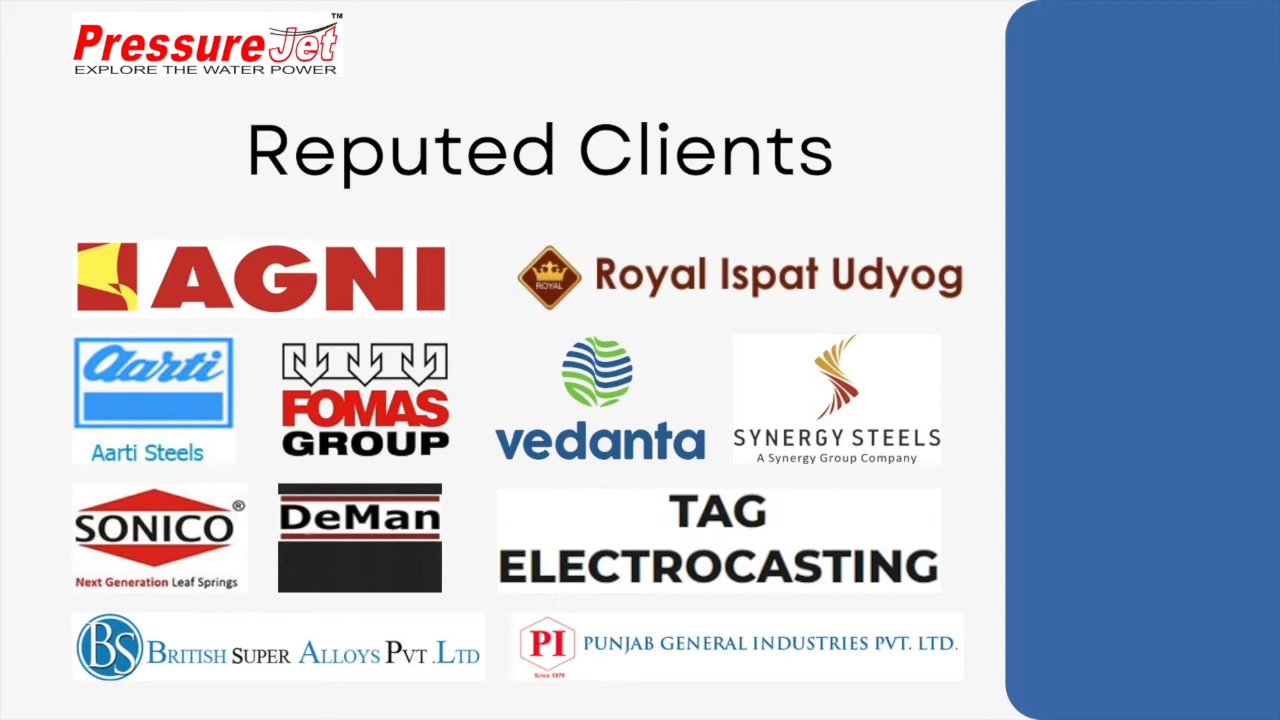 PressureJet™
EXPLORE THE WATER POWER
Reputed Clients
AGNI
ROYAL
Royal Ispat Udyog
aarti
Aarti Steels
FOMAS
GROUP
vedanta
SYNERGY STEELS
A Synergy Group Company
SONICO®
Next Generation Leaf Springs
DeMan
TAG
ELECTROCASTING
BS
BRITISH SUPER ALLOYS PVT .LTD
PI
Since 1970
PUNJAB GENERAL INDUSTRIES PVT. LTD.